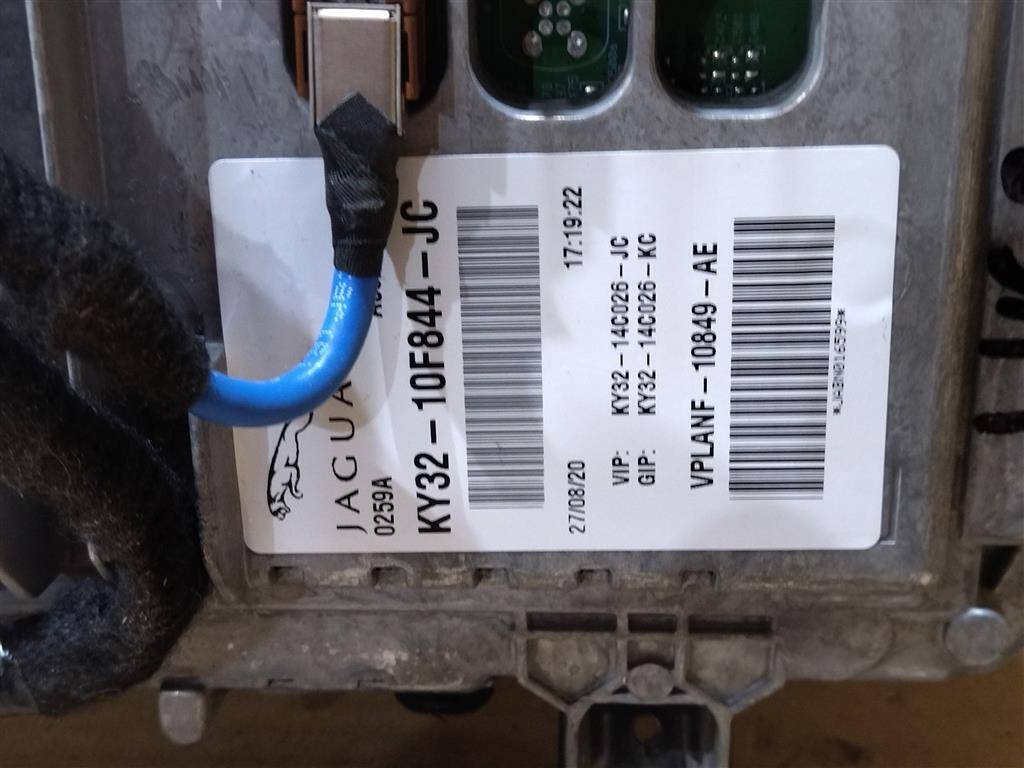 JAGUA
0259A
KY32-10F844-JC
27/08/20 17:19:22
VIP: KY32-14C026-JC
GIP: KY32-14C026-KC
VPLANF-10849-AE